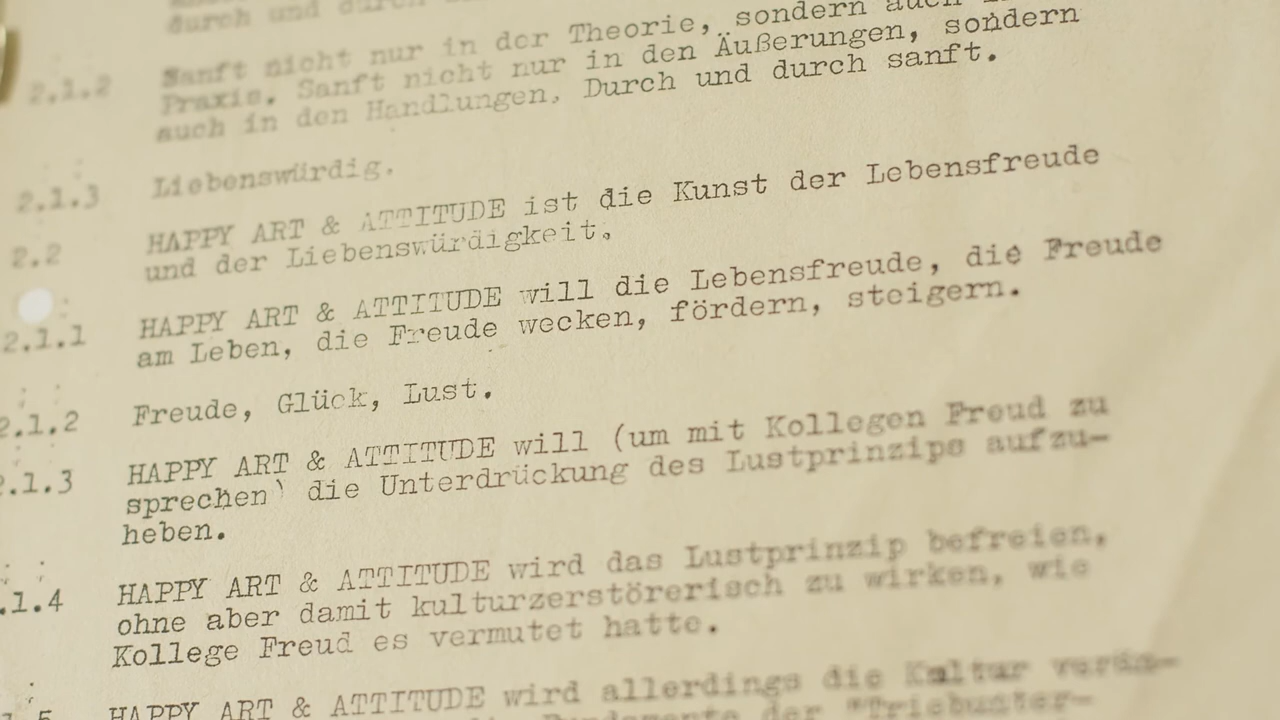 durch und durch
2.1.2 Sanft nicht nur in der Theorie, sondern auch
Praxis. Sanft nicht nur in den Äußerungen, sondern
auch in den Handlungen. Durch und durch sanft.
2.1.3 Liebenswürdig.
2.2 HAPPY ART & ATTITUDE ist die Kunst der Lebensfreude
und der Liebenswürdigkeit.
2.1.1 HAPPY ART & ATTITUDE will die Lebensfreude, die Freude
am Leben, die Freude wecken, fördern, steigern.
2.1.2 Freude, Glück, Lust.
2.1.3 HAPPY ART & ATTITUDE will (um mit Kollegen Freud zu
sprechen) die Unterdrückung des Lustprinzips aufzu-
heben.
.1.4 HAPPY ART & ATTITUDE wird das Lustprinzip befreien,
ohne aber damit kulturzerstörerisch zu wirken, wie
Kollege Freud es vermutet hatte.
5 HAPPY ART & ATTITUDE wird allerdings die Kultur verän-
der "Triebunter-